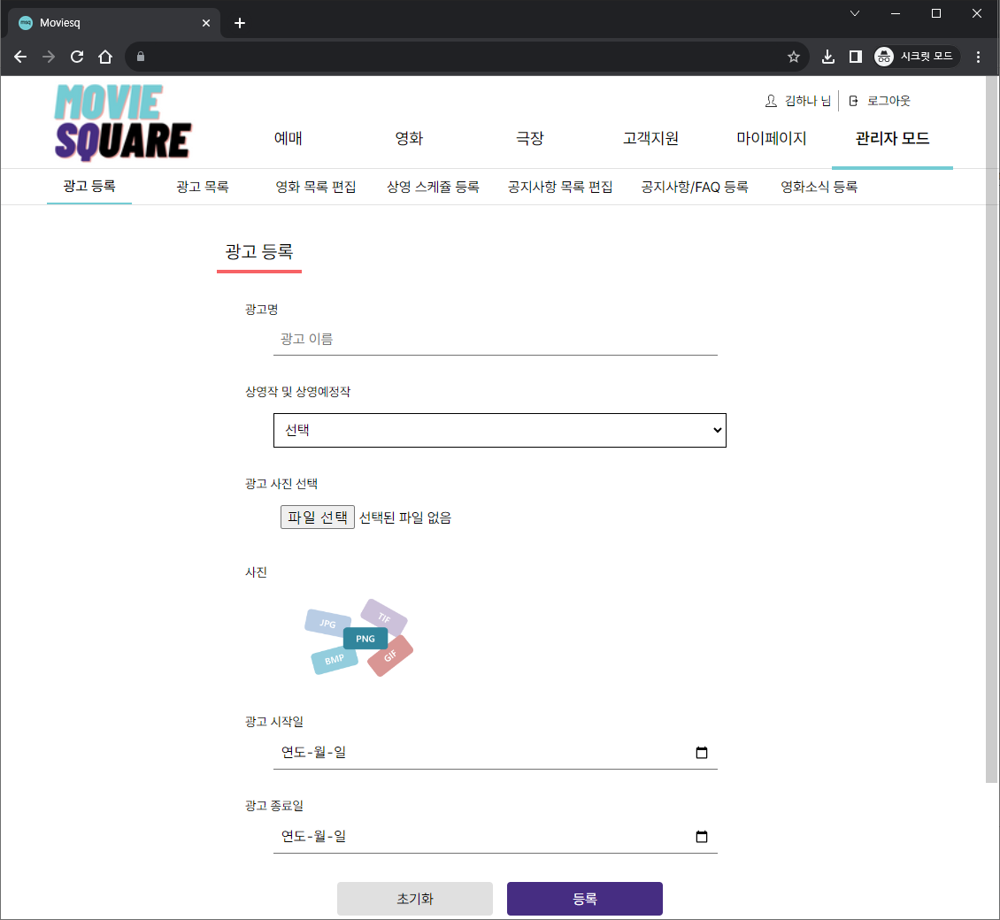 msq Moviesq
시크릿 모드
MOVIE
SQUARE
김하나 님 로그아웃
예매 영화 극장 고객지원 마이페이지 관리자 모드
광고 등록 광고 목록 영화 목록 편집 상영 스케쥴 등록 공지사항 목록 편집 공지사항/FAQ 등록 영화소식 등록
광고 등록
광고명
광고 이름
상영작 및 상영예정작
선택
광고 사진 선택
파일 선택 선택된 파일 없음
사진
JPG
TIF
PNG
BMP
GIF
광고 시작일
연도-월-일
광고 종료일
연도-월-일
초기화 등록